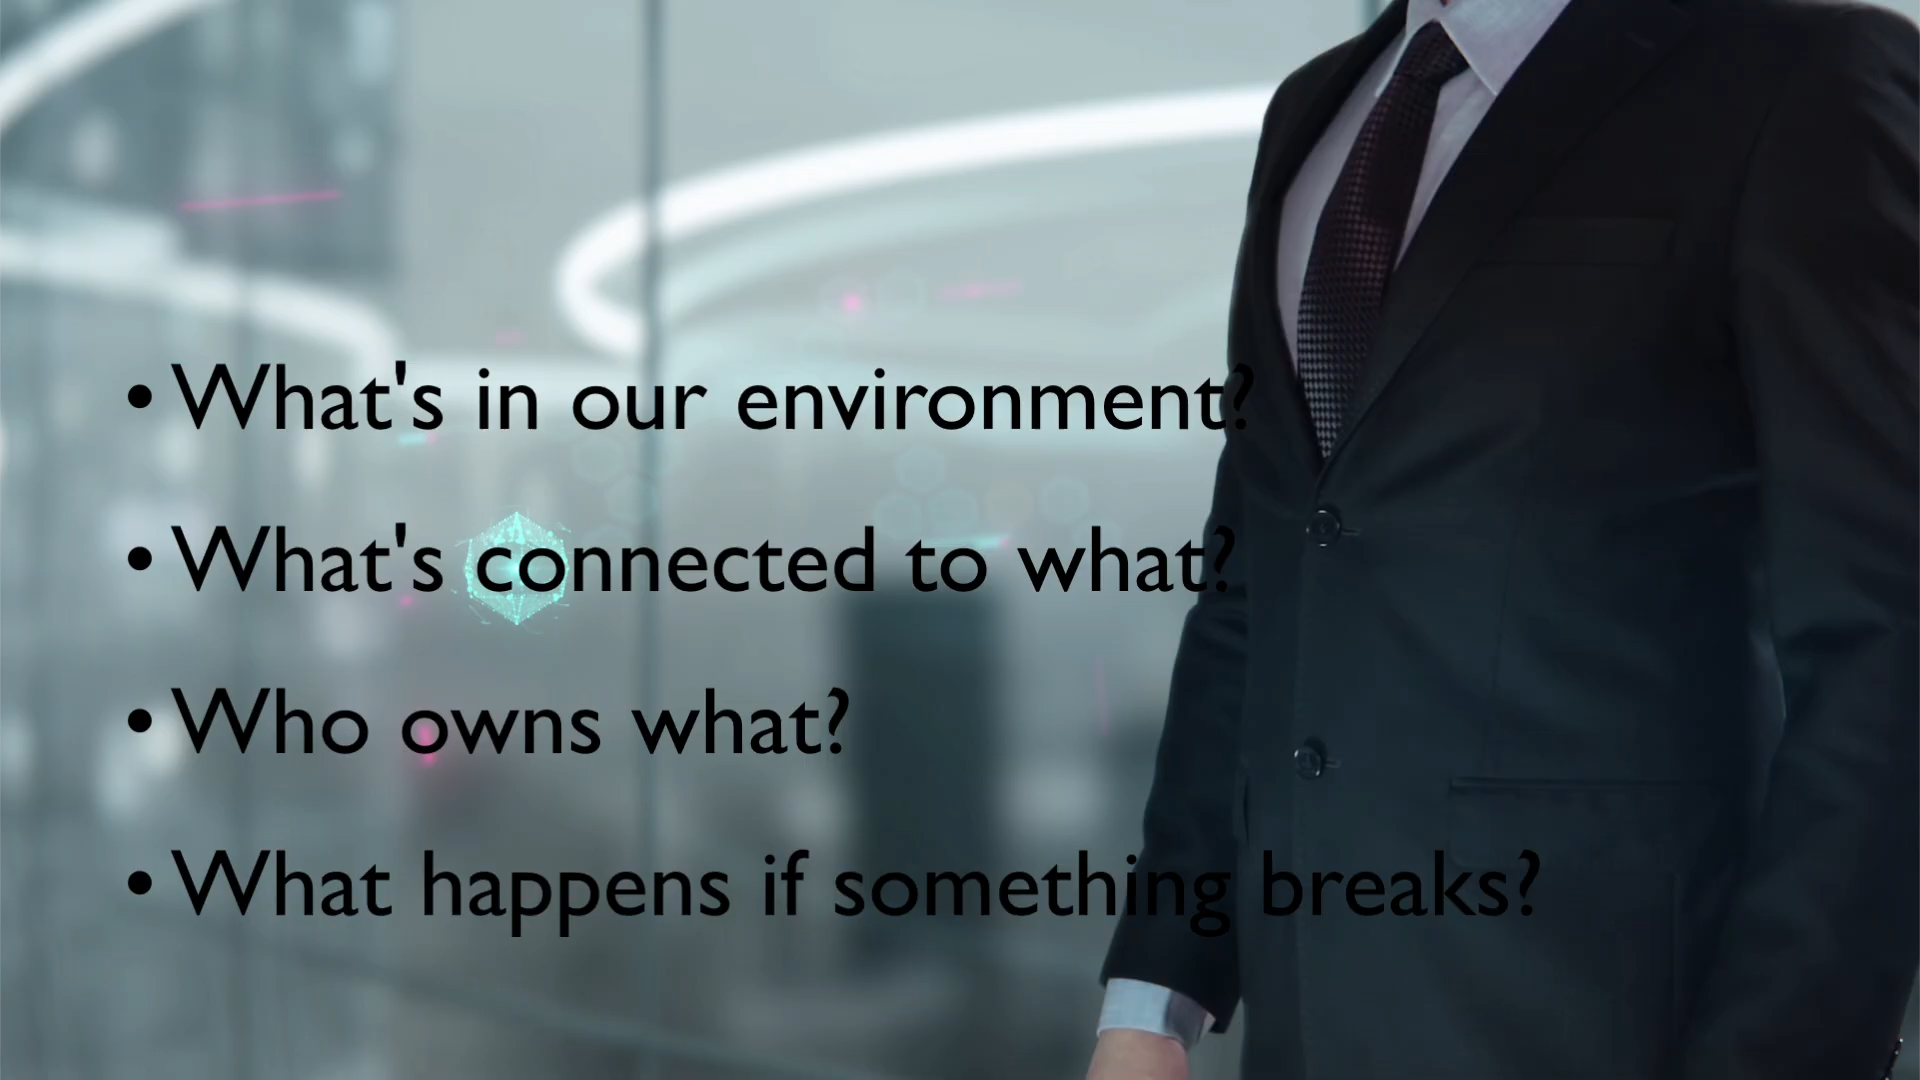 • What's in our environment?
• What's connected to what?
• Who owns what?
• What happens if something breaks?